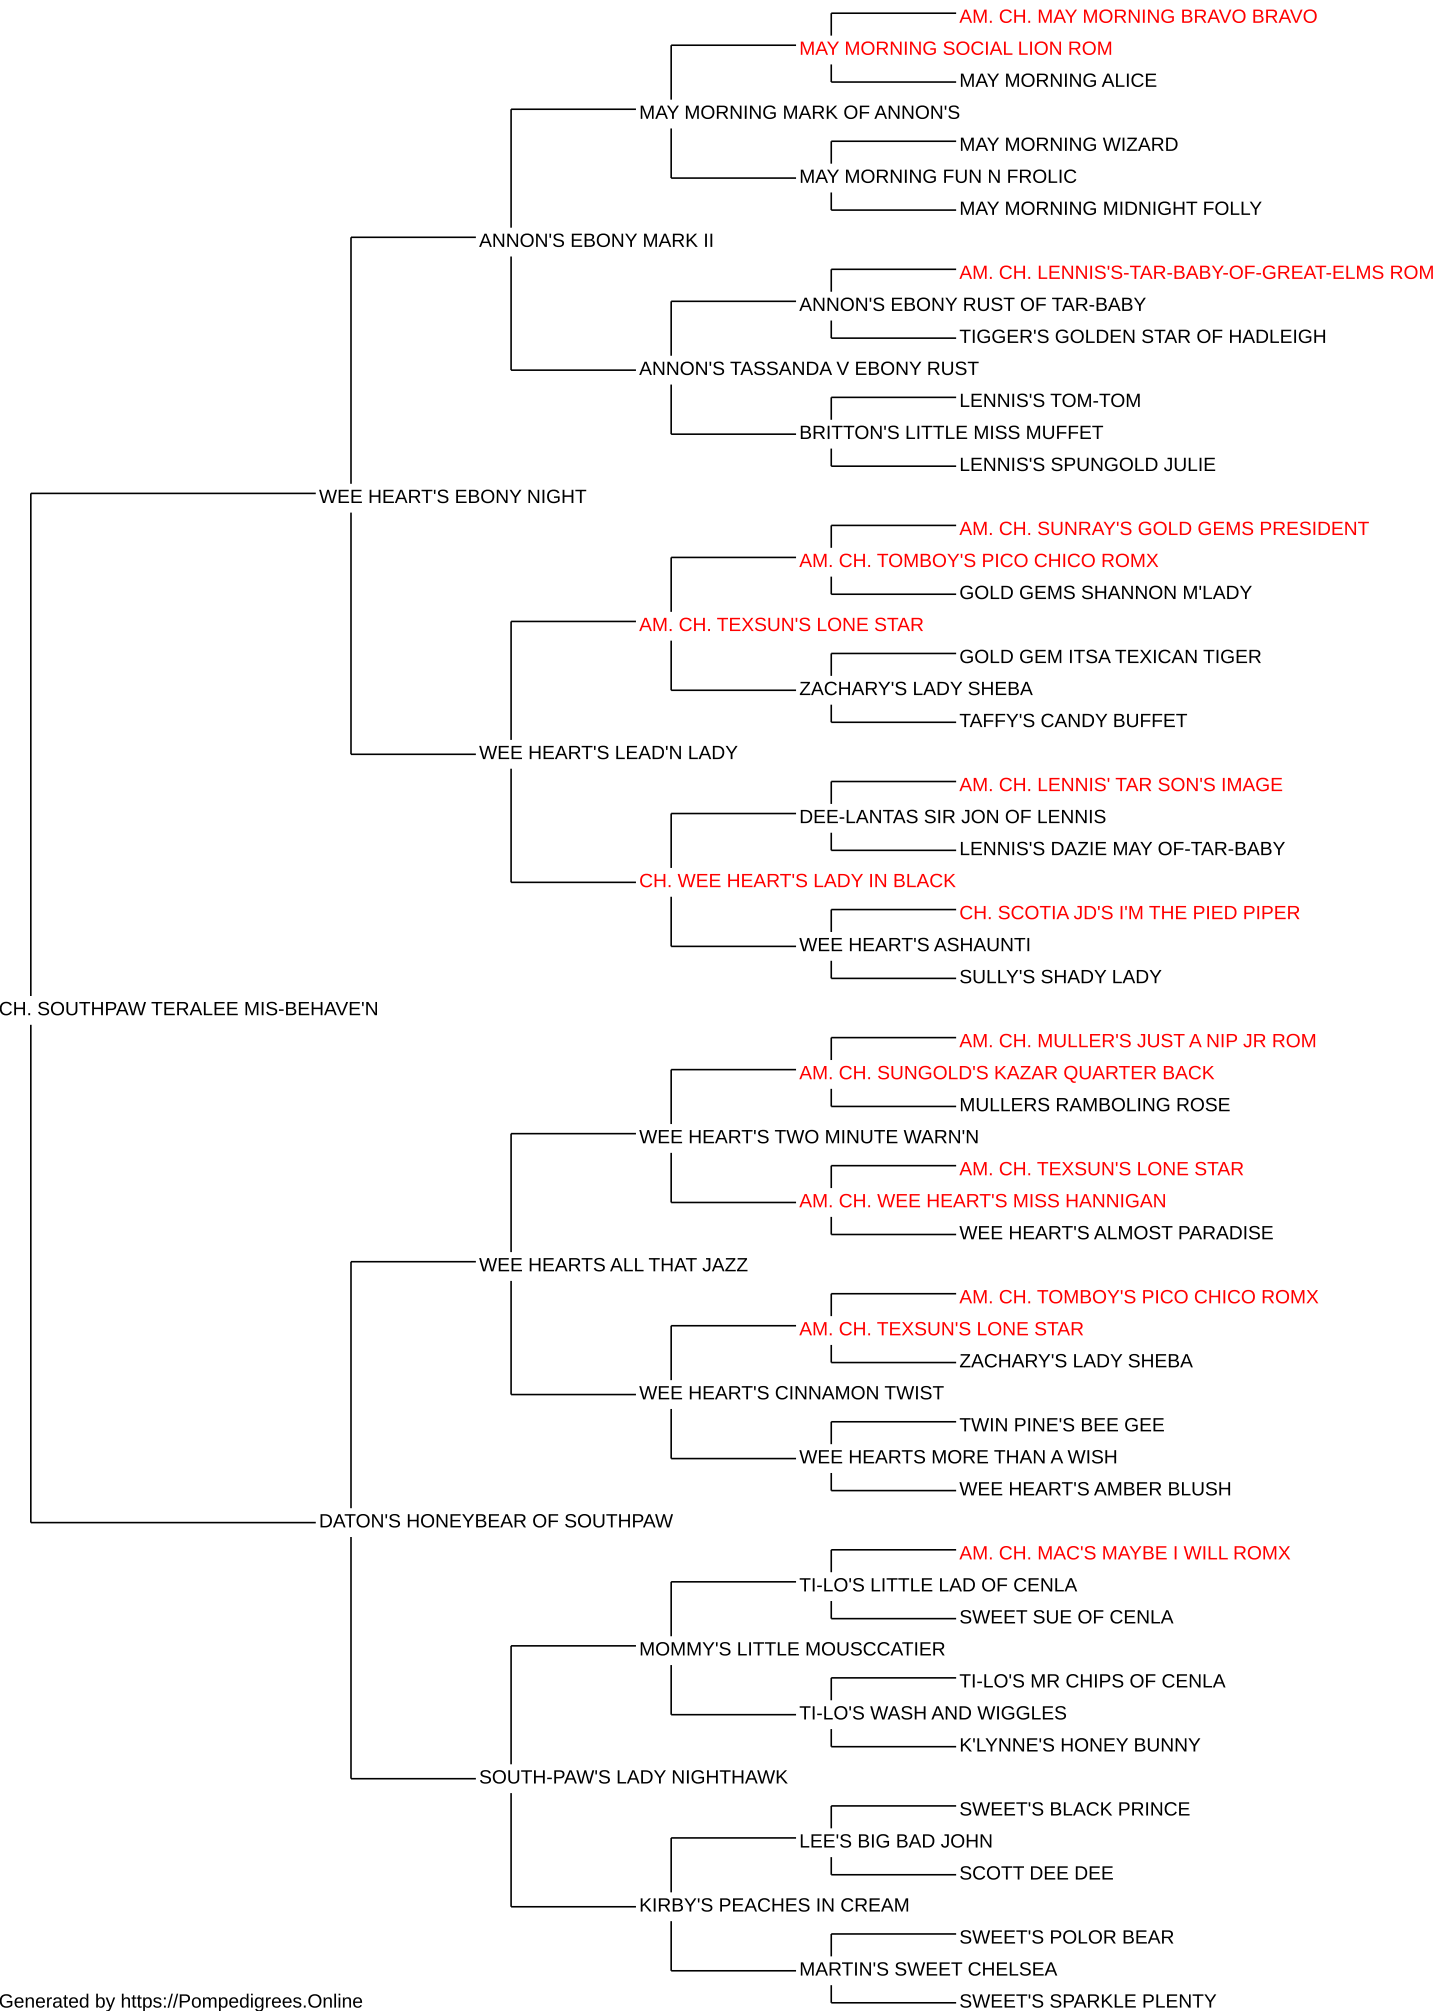 AM. CH. MAY MORNING BRAVO BRAVO
MAY MORNING SOCIAL LION ROM
MAY MORNING ALICE
MAY MORNING MARK OF ANNON'S
MAY MORNING WIZARD
MAY MORNING FUN N FROLIC
MAY MORNING MIDNIGHT FOLLY
ANNON'S EBONY MARK II
AM. CH. LENNIS'S-TAR-BABY-OF-GREAT-ELMS ROM
ANNON'S EBONY RUST OF TAR-BABY
TIGGER'S GOLDEN STAR OF HADLEIGH
ANNON'S TASSANDA V EBONY RUST
LENNIS'S TOM-TOM
BRITTON'S LITTLE MISS MUFFET
LENNIS'S SPUNGOLD JULIE
WEE HEART'S EBONY NIGHT
AM. CH. SUNRAY'S GOLD GEMS PRESIDENT
AM. CH. TOMBOY'S PICO CHICO ROMX
GOLD GEMS SHANNON M'LADY
AM. CH. TEXSUN'S LONE STAR
GOLD GEM ITSA TEXICAN TIGER
ZACHARY'S LADY SHEBA
TAFFY'S CANDY BUFFET
WEE HEART'S LEAD'N LADY
AM. CH. LENNIS' TAR SON'S IMAGE
DEE-LANTAS SIR JON OF LENNIS
LENNIS'S DAZIE MAY OF-TAR-BABY
CH. WEE HEART'S LADY IN BLACK
CH. SCOTIA JD'S I'M THE PIED PIPER
WEE HEART'S ASHAUNTI
SULLY'S SHADY LADY
CH. SOUTHPAW TERALEE MIS-BEHAVE'N
AM. CH. MULLER'S JUST A NIP JR ROM
AM. CH. SUNGOLD'S KAZAR QUARTER BACK
MULLERS RAMBOLING ROSE
WEE HEART'S TWO MINUTE WARN'N
AM. CH. TEXSUN'S LONE STAR
AM. CH. WEE HEART'S MISS HANNIGAN
WEE HEART'S ALMOST PARADISE
WEE HEARTS ALL THAT JAZZ
AM. CH. TOMBOY'S PICO CHICO ROMX
AM. CH. TEXSUN'S LONE STAR
ZACHARY'S LADY SHEBA
WEE HEART'S CINNAMON TWIST
TWIN PINE'S BEE GEE
WEE HEARTS MORE THAN A WISH
WEE HEART'S AMBER BLUSH
DATON'S HONEYBEAR OF SOUTHPAW
AM. CH. MAC'S MAYBE I WILL ROMX
TI-LO'S LITTLE LAD OF CENLA
SWEET SUE OF CENLA
MOMMY'S LITTLE MOUSCCATIER
TI-LO'S MR CHIPS OF CENLA
TI-LO'S WASH AND WIGGLES
K'LYNNE'S HONEY BUNNY
SOUTH-PAW'S LADY NIGHTHAWK
SWEET'S BLACK PRINCE
LEE'S BIG BAD JOHN
SCOTT DEE DEE
KIRBY'S PEACHES IN CREAM
SWEET'S POLOR BEAR
MARTIN'S SWEET CHELSEA
SWEET'S SPARKLE PLENTY
Generated by https://Pompedigrees.Online